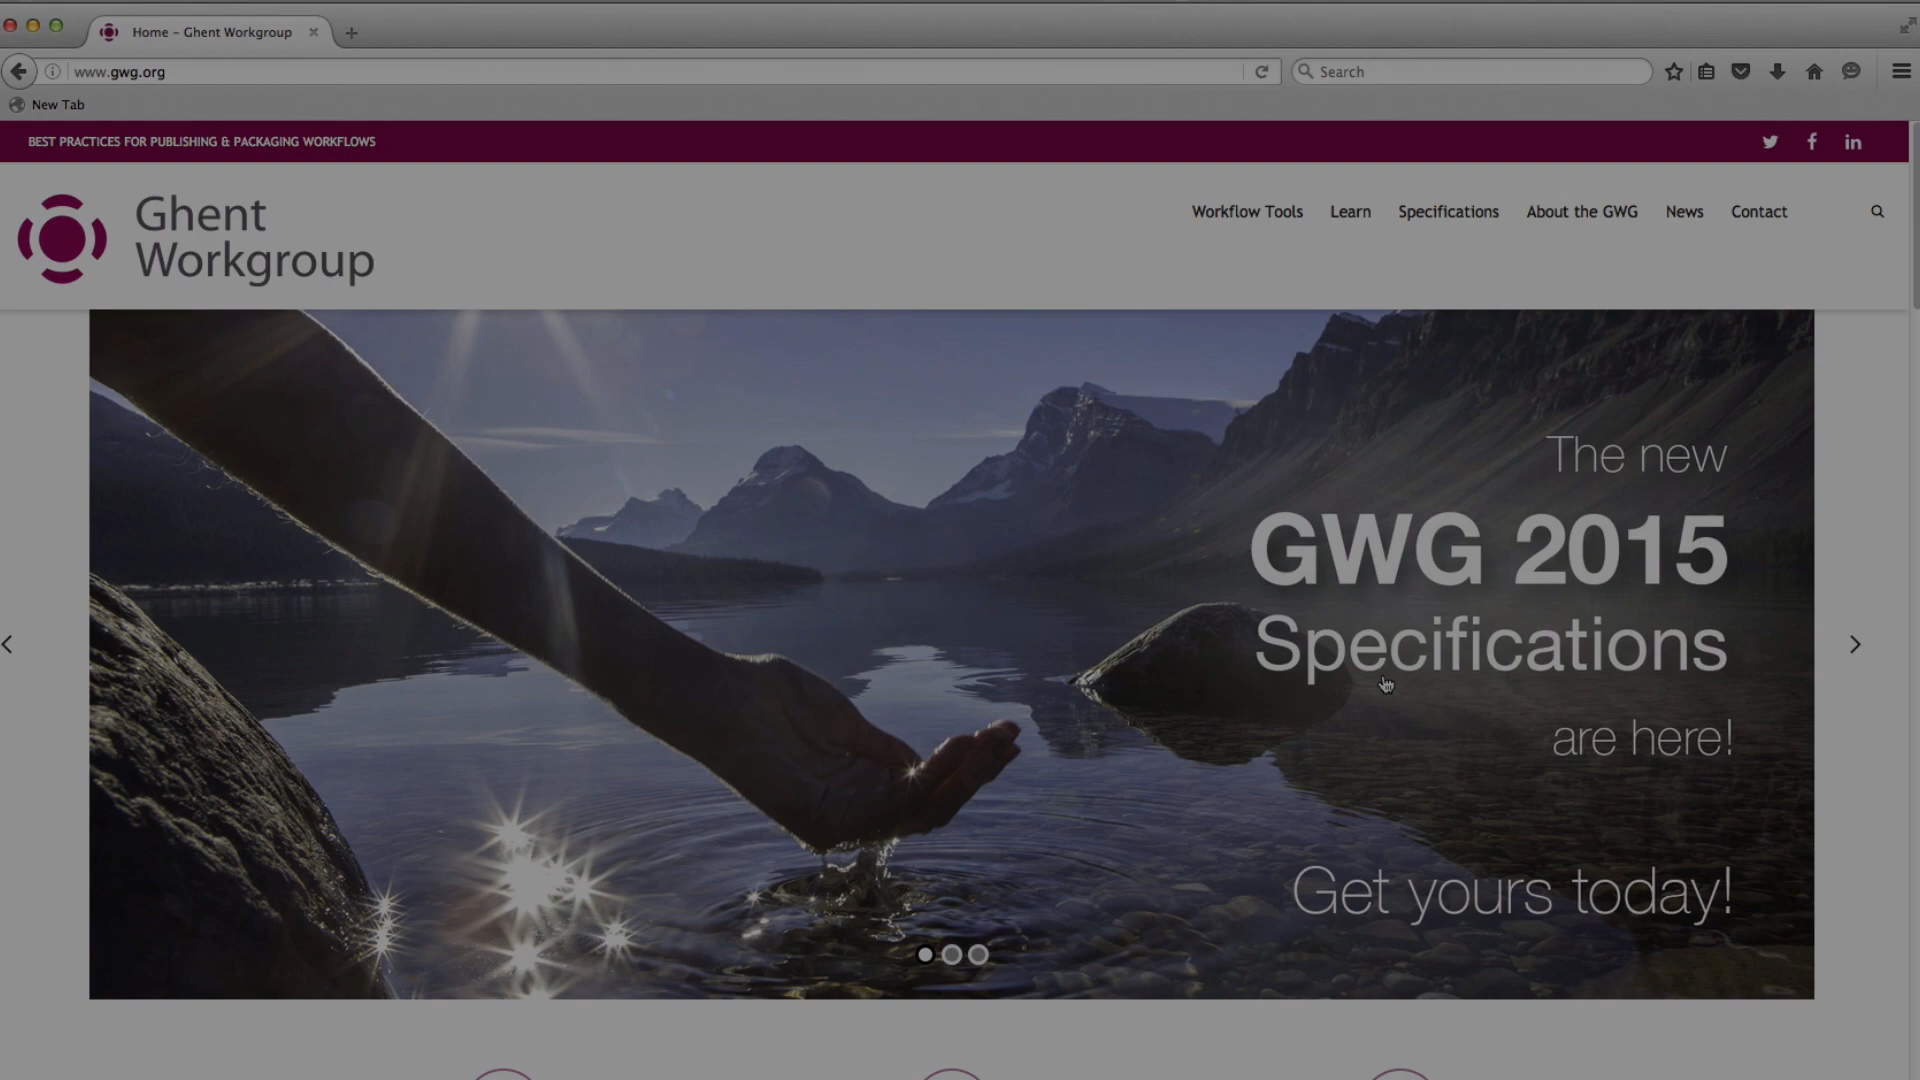 Home – Ghent Workgroup
www.gwg.org
Search
New Tab
BEST PRACTICES FOR PUBLISHING & PACKAGING WORKFLOWS
Ghent
Workgroup
Workflow Tools Learn Specifications About the GWG News Contact
The new
GWG 2015
Specifications
are here!
Get yours today!